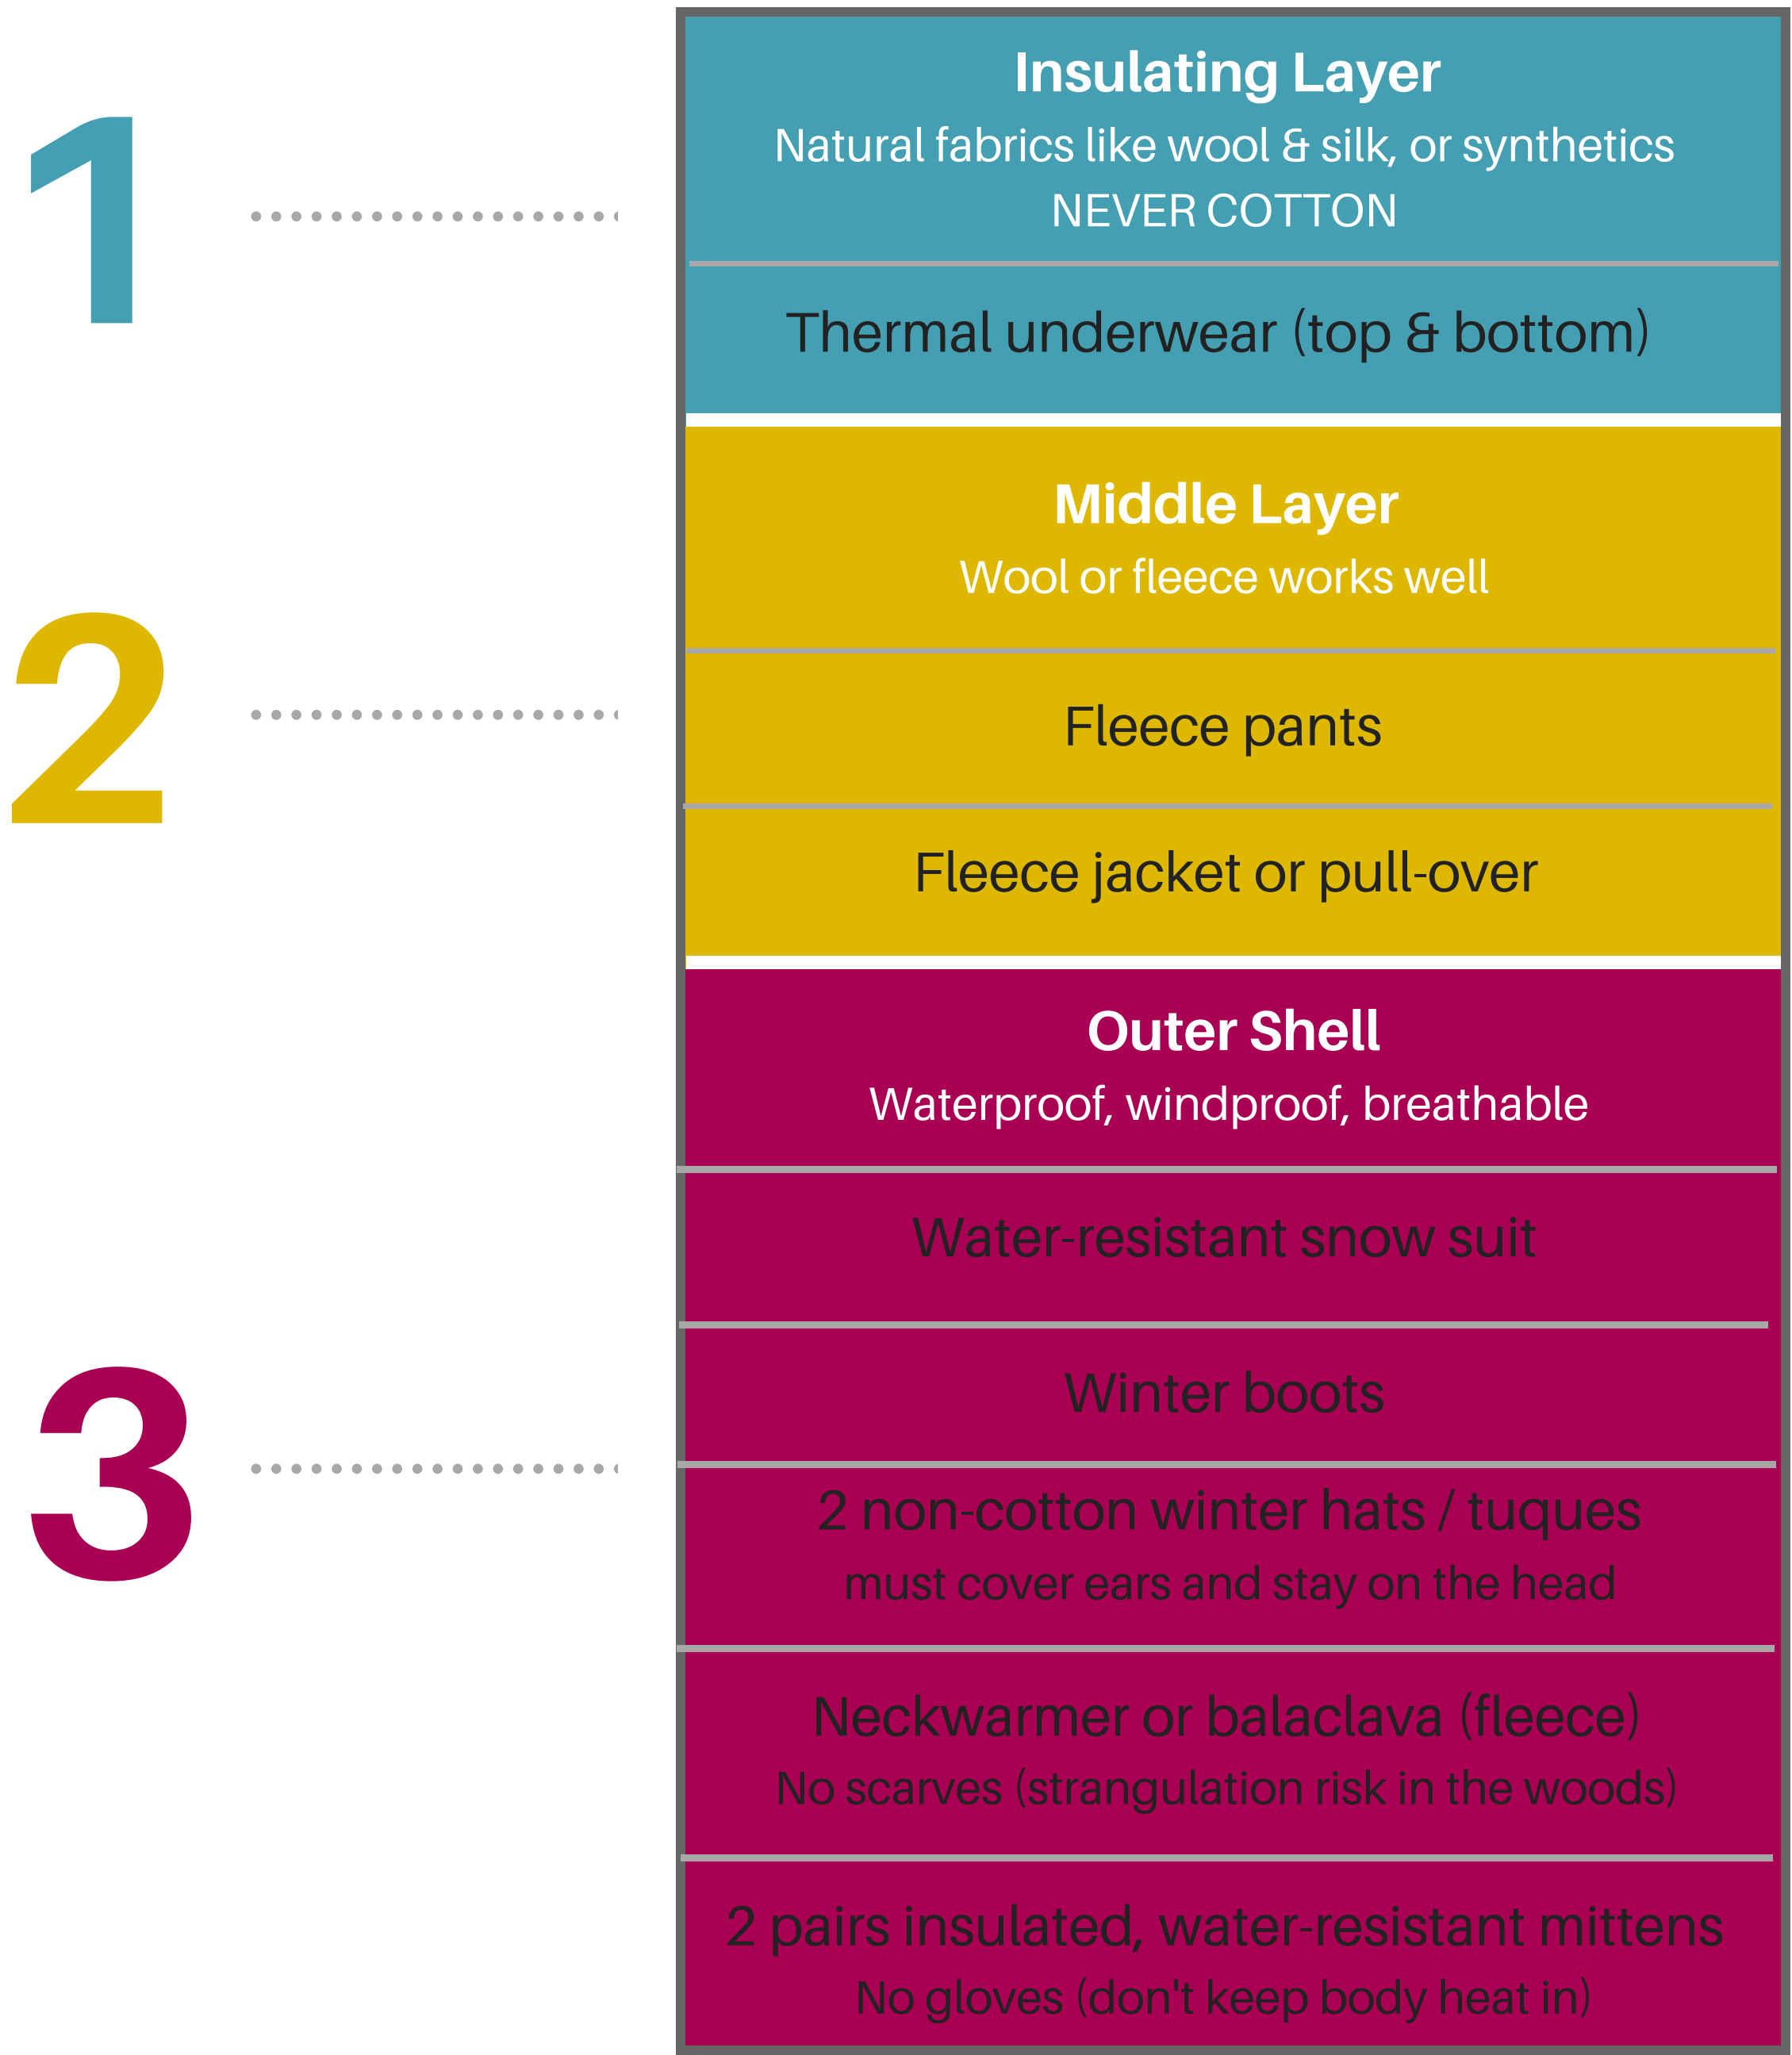 1
Insulating Layer
Natural fabrics like wool & silk, or synthetics
NEVER COTTON
Thermal underwear (top & bottom)
2
Middle Layer
Wool or fleece works well
Fleece pants
Fleece jacket or pull-over
3
Outer Shell
Waterproof, windproof, breathable
Water-resistant snow suit
Winter boots
2 non-cotton winter hats / tuques
must cover ears and stay on the head
Neckwarmer or balaclava (fleece)
No scarves (strangulation risk in the woods)
2 pairs insulated, water-resistant mittens
No gloves (don't keep body heat in)